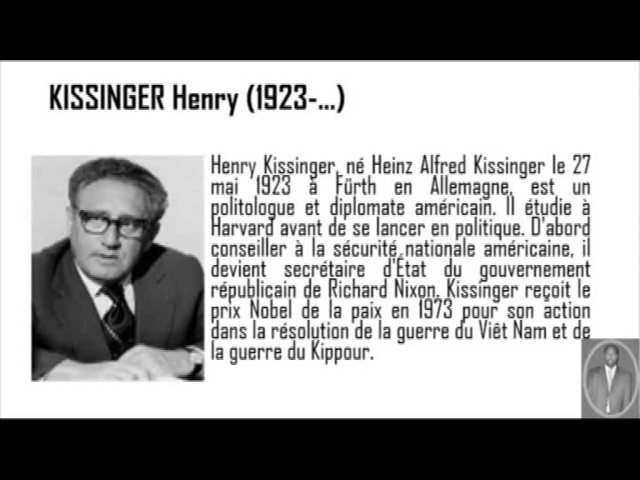 KISSINGER Henry (1923-...)
Henry Kissinger, né Heinz Alfred Kissinger le 27
mai 1923 à Fürth en Allemagne, est un
politologue et diplomate américain. Il étudie à
Harvard avant de se lancer en politique. D'abord
conseiller à la sécurité nationale américaine, il
devient secrétaire d'État du gouvernement
républicain de Richard Nixon. Kissinger reçoit le
prix Nobel de la paix en 1973 pour son action
dans la résolution de la guerre du Viêt Nam et de
la guerre du Kippour.